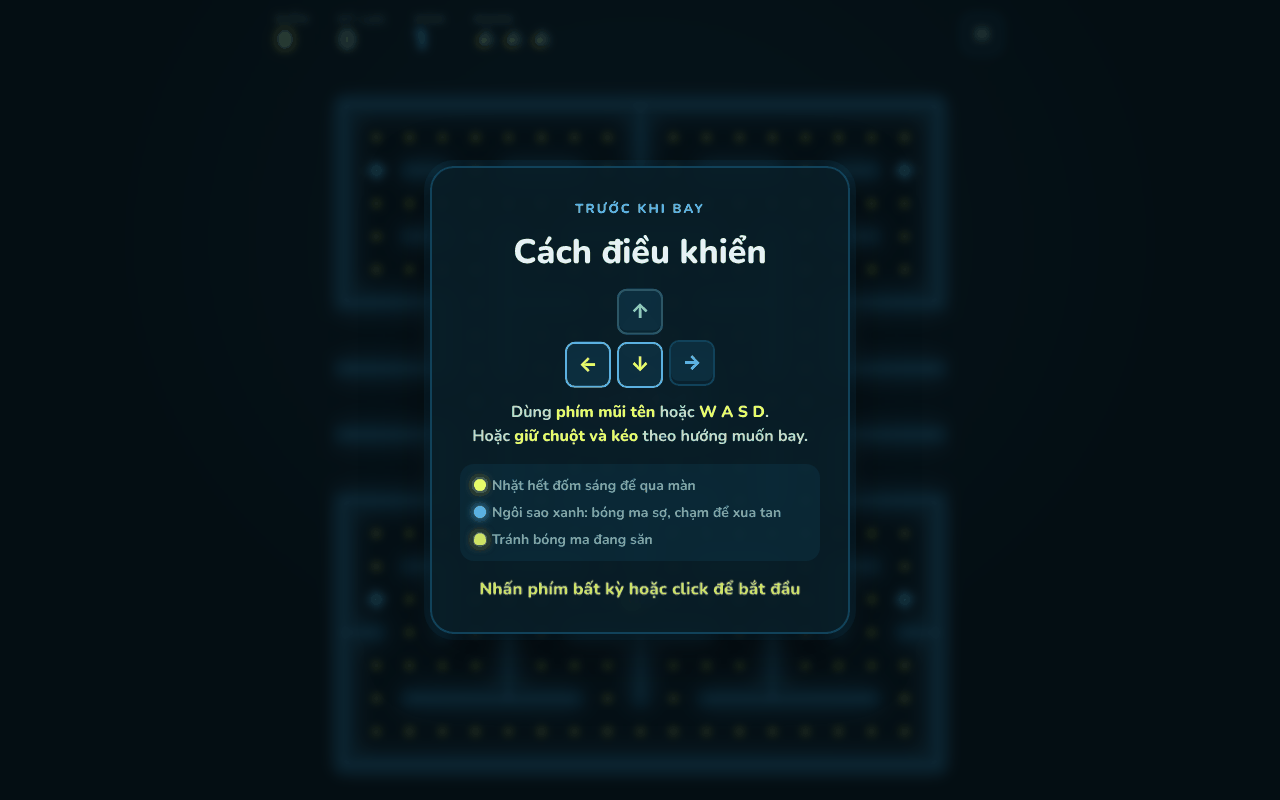 TRƯỚC KHI BAY
Cách điều khiển
↑
← ↓ →
Dùng phím mũi tên hoặc W A S D.
Hoặc giữ chuột và kéo theo hướng muốn bay.
Nhặt hết đốm sáng để qua màn
Ngôi sao xanh: bóng ma sợ, chạm để xua tan
Tránh bóng ma đang săn
Nhấn phím bất kỳ hoặc click để bắt đầu